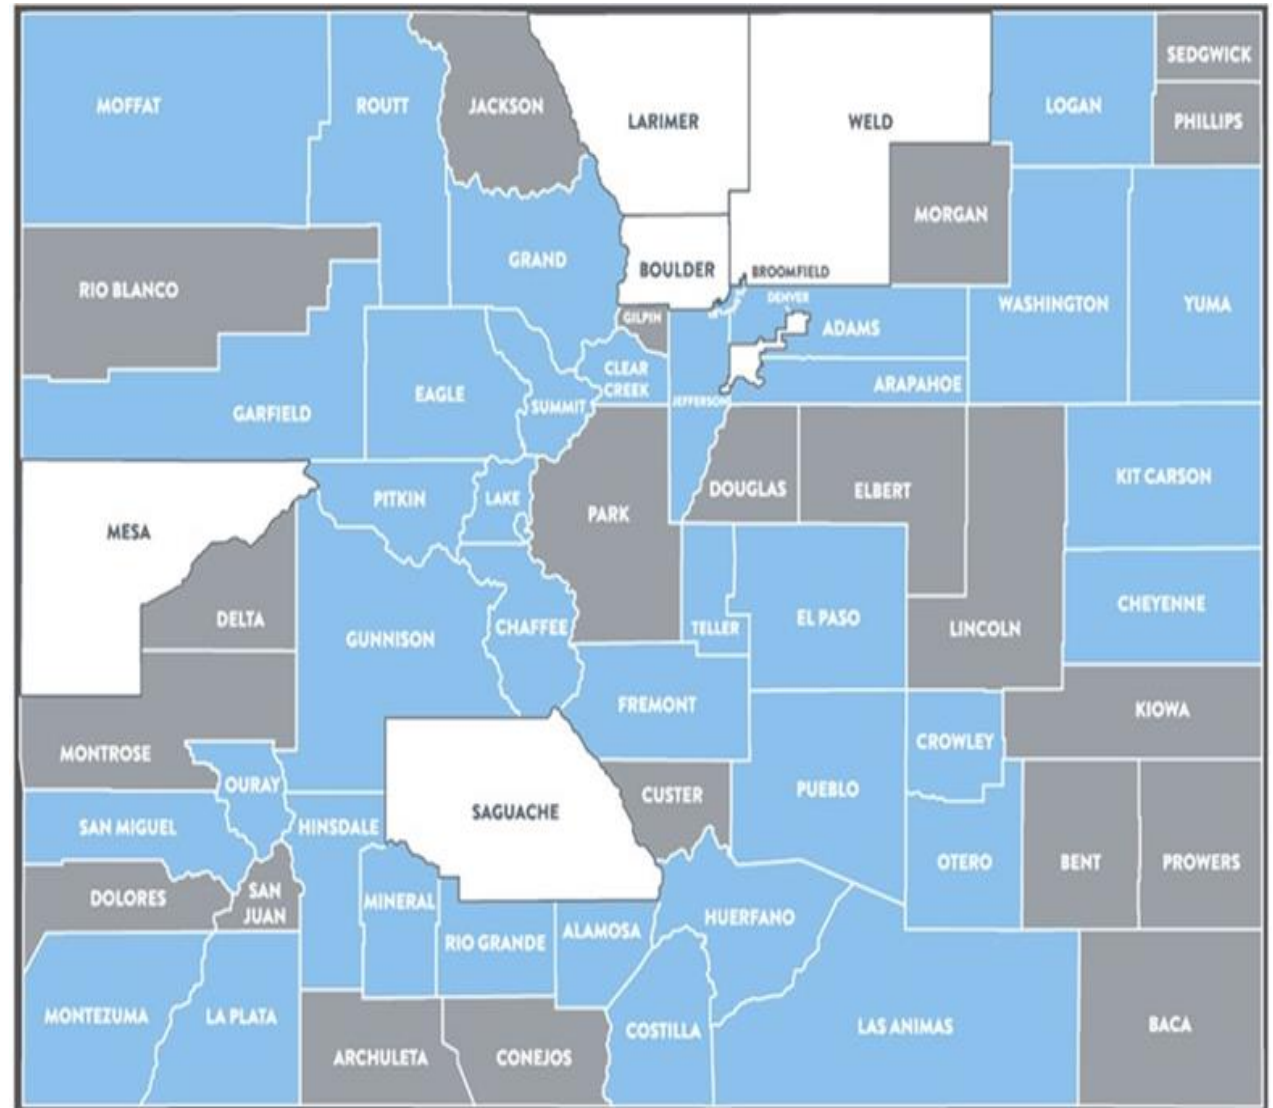 SEDGWICK
MOFFAT
ROUTT
JACKSON
LOGAN
LARIMER
WELD
PHILLIPS
MORGAN
GRAND
BOULDER
BROOMFIELD
RIO BLANCO
DENVER
WASHINGTON
YUMA
GILPIN
ADAMS
CLEAR
CREEK
ARAPAHOE
EAGLE
JEFFERSON
SUMMIT
GARFIELD
KIT CARSON
PITKIN
LAKE
DOUGLAS
ELBERT
PARK
MESA
CHEYENNE
DELTA
EL PASO
CHAFFEE
TELLER
LINCOLN
GUNNISON
FREMONT
KIOWA
CROWLEY
MONTROSE
OURAY
PUEBLO
CUSTER
SAGUACHE
SAN MIGUEL
HINSDALE
OTERO
BENT
PROWERS
DOLORES
SAN
JUAN
MINERAL
HUERFANO
ALAMOSA
RIO GRANDE
MONTEZUMA
LA PLATA
COSTILLA
LAS ANIMAS
BACA
ARCHULETA
CONEJOS